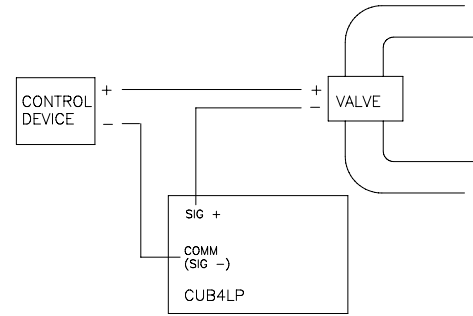 + +
CONTROL
DEVICE
- -
VALVE
SIG +
COMM
(SIG -)
CUB4LP